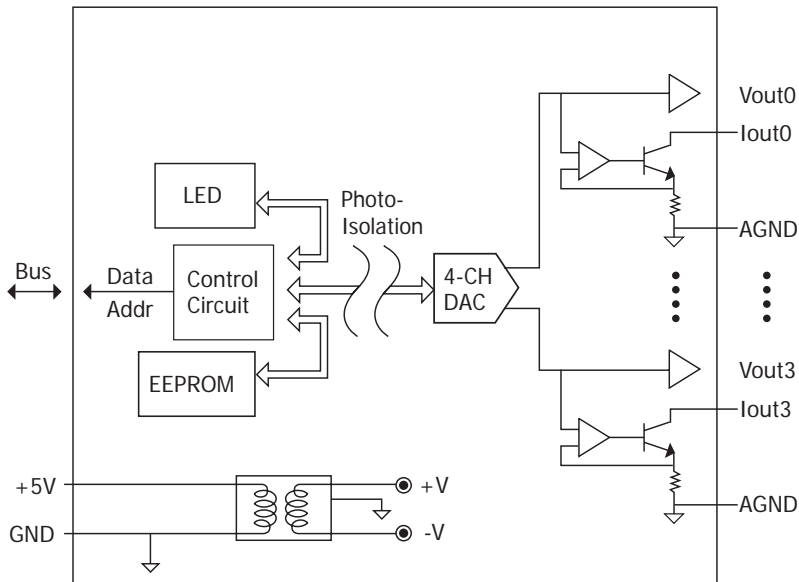 Vout0
Iout0
LED
Photo-
Isolation
AGND
Bus
Data
Addr
Control
Circuit
4-CH
DAC
EEPROM
Vout3
Iout3
+5V
+V
AGND
GND
-V